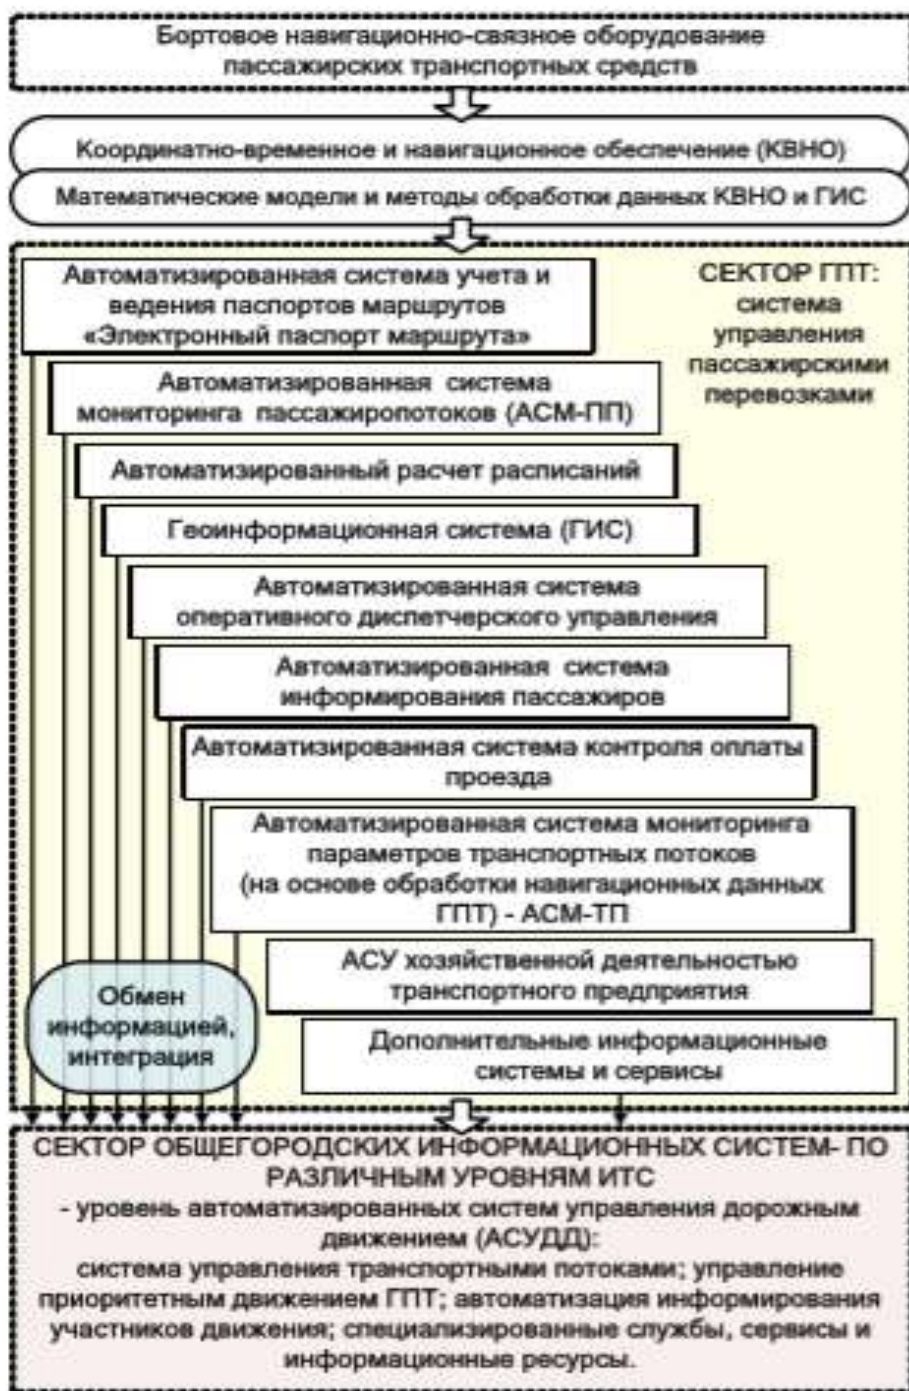 Бортовое навигационно-связное оборудование
пассажирских транспортных средств
Координатно-временное и навигационное обеспечение (КВНО)
Математические модели и методы обработки данных КВНО и ГИС
Автоматизированная система учета и
ведения паспортов маршрутов
«Электронный паспорт маршрута»
СЕКТОР ГПТ:
система
управления
пассажирскими
перевозками
Автоматизированная система
мониторинга пассажиропотоков (АСМ-ПП)
Автоматизированный расчет расписаний
Геоинформационная система (ГИС)
Автоматизированная система
оперативного диспетчерского управления
Автоматизированная система
информирования пассажиров
Автоматизированная система контроля оплаты
проезда
Автоматизированная система мониторинга
параметров транспортных потоков
(на основе обработки навигационных данных
ГПТ) - АСМ-ТП
АСУ хозяйственной деятельностью
транспортного предприятия
Обмен
информацией,
интеграция
Дополнительные информационные
системы и сервисы
СЕКТОР ОБЩЕГОРОДСКИХ ИНФОРМАЦИОННЫХ СИСТЕМ- ПО
РАЗЛИЧНЫМ УРОВНЯМ ИТС
- уровень автоматизированных систем управления дорожным
движением (АСУДД):
система управления транспортными потоками; управление
приоритетным движением ГПТ; автоматизация информирования
участников движения; специализированные службы, сервисы и
информационные ресурсы.